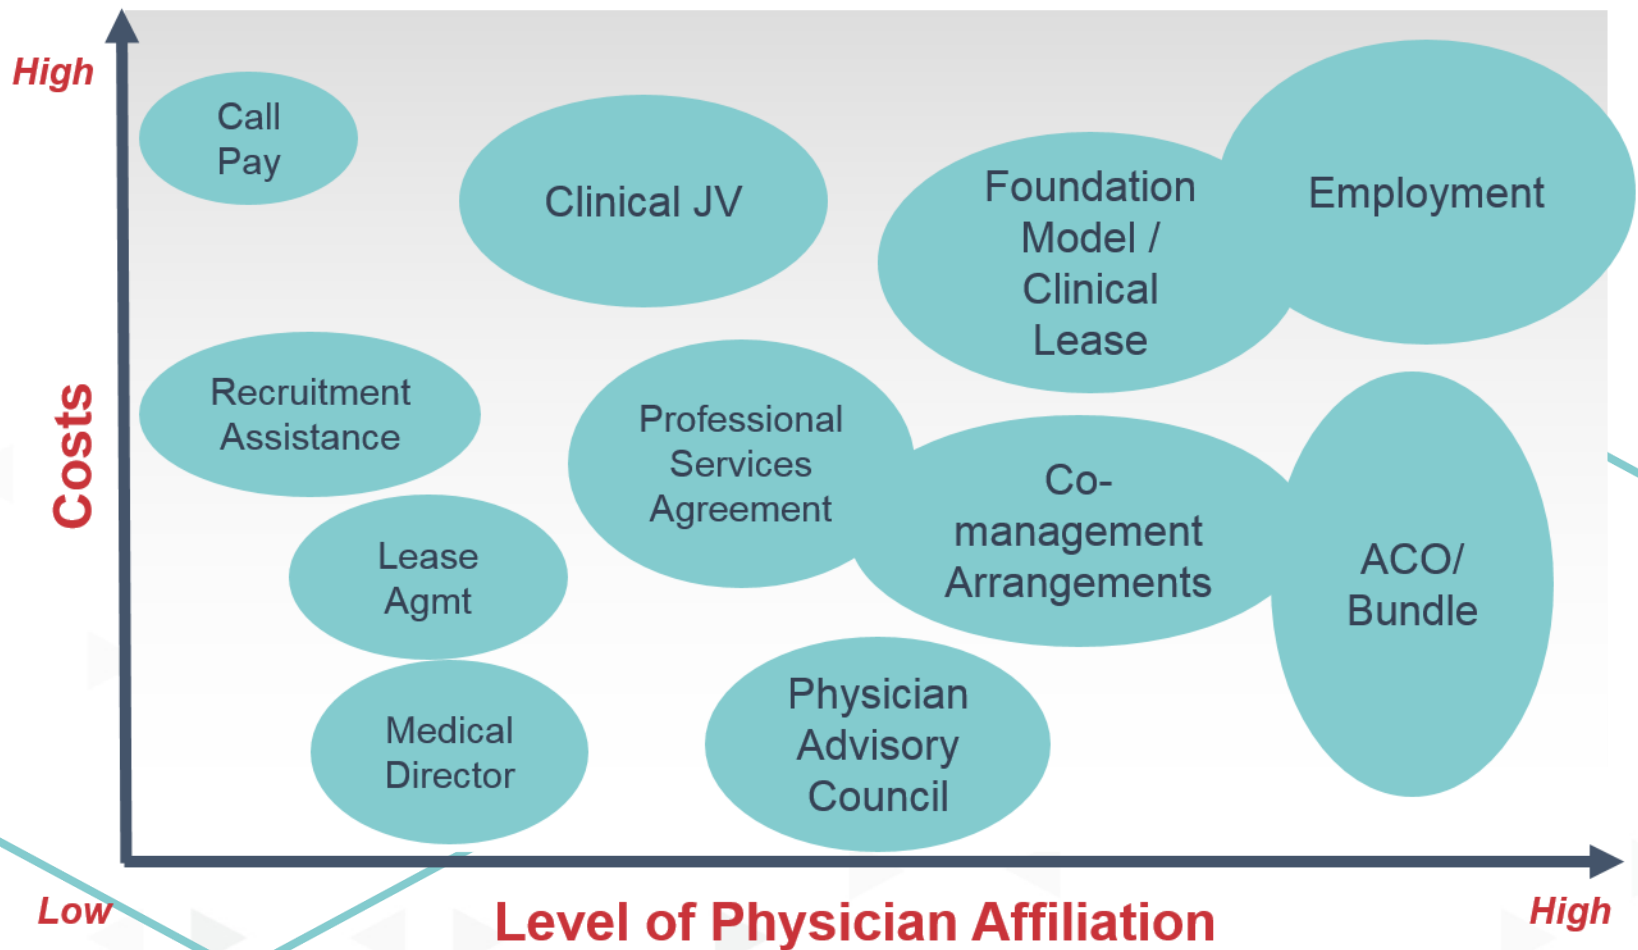 High
Call
Pay
Clinical JV
Foundation
Model /
Clinical
Lease
Employment
Costs
Recruitment
Assistance
Professional
Services
Agreement
Co-
management
Arrangements
ACO/
Bundle
Lease
Agmt
Medical
Director
Physician
Advisory
Council
Low
Level of Physician Affiliation
High